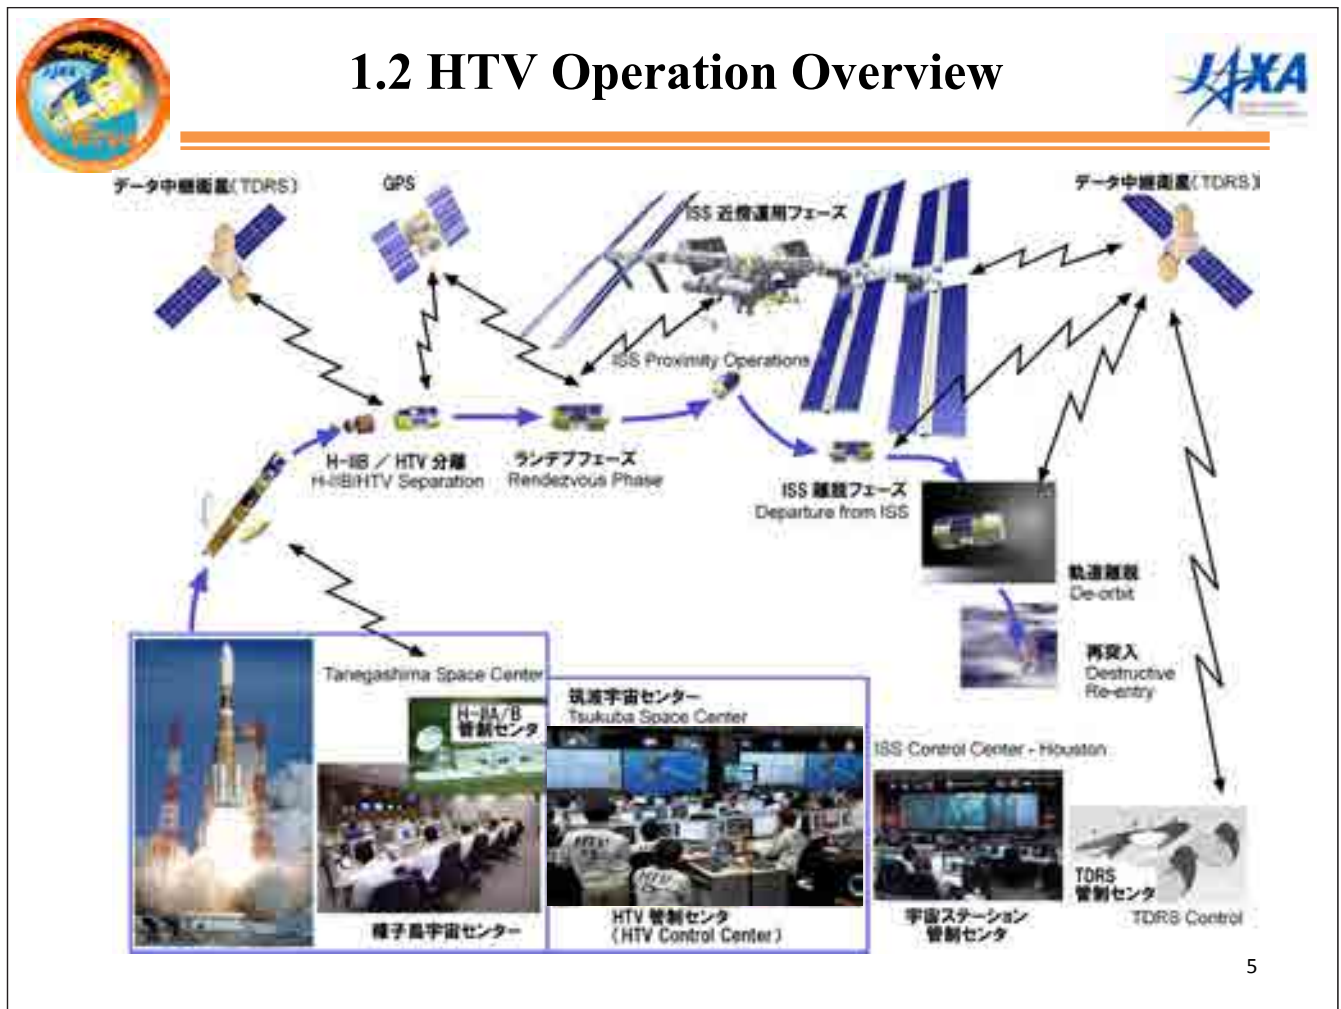 1.2 HTV Operation Overview
JAXA
データ中継衛星(TDRS)
GPS
ISS 近傍運用フェーズ
データ中継衛星(TDRS)
ISS Proximity Operations
H-IIB / HTV 分離
H-IIB/HTV Separation
ランデブフェーズ
Rendezvous Phase
ISS 離脱フェーズ
Departure from ISS
軌道離脱
De-orbit
再突入
Destructive
Re-entry
Tanegashima Space Center
H-IIA/B
管制センタ
種子島宇宙センター
筑波宇宙センター
Tsukuba Space Center
HTV
HTV
HTV 管制センタ
(HTV Control Center)
ISS Control Center - Houston
宇宙ステーション
管制センタ
TDRS
管制センタ
TDRS Control
5